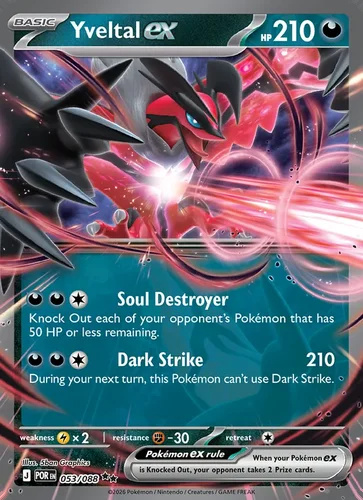 BASIC Yveltal ex HP 210
Soul Destroyer
Knock Out each of your opponent's Pokémon that has
50 HP or less remaining.
Dark Strike 210
During your next turn, this Pokémon can't use Dark Strike.
weakness ×2 resistance -30 retreat
Illus. 5ban Graphics
Pokémon ex rule
When your Pokémon ex
is Knocked Out, your opponent takes 2 Prize cards.
J POR EN 053/088
©2026 Pokémon / Nintendo / Creatures / GAME FREAK